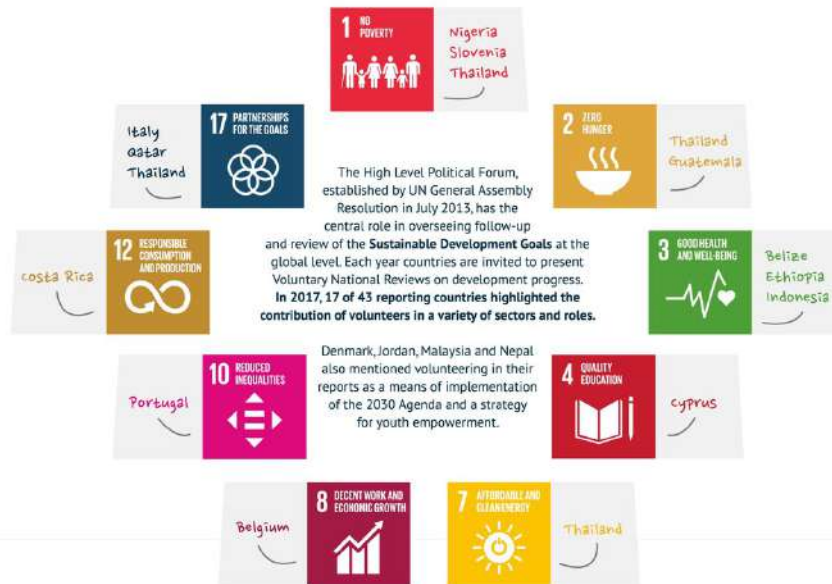 1 NO
POVERTY
Nigeria
Slovenia
Thailand
17 PARTNERSHIPS
FOR THE GOALS
Italy
Qatar
Thailand
2 ZERO
HUNGER
Thailand
Guatemala
The High Level Political Forum,
established by UN General Assembly
Resolution in July 2013, has the
central role in overseeing follow-up
and review of the Sustainable Development Goals at the
global level. Each year countries are invited to present
Voluntary National Reviews on development progress.
In 2017, 17 of 43 reporting countries highlighted the
contribution of volunteers in a variety of sectors and roles.
12 RESPONSIBLE
CONSUMPTION
AND PRODUCTION
Costa Rica
3 GOOD HEALTH
AND WELL-BEING
Belize
Ethiopia
Indonesia
Denmark, Jordan, Malaysia and Nepal
also mentioned volunteering in their
reports as a means of implementation
of the 2030 Agenda and a strategy
for youth empowerment.
10 REDUCED
INEQUALITIES
Portugal
4 QUALITY
EDUCATION
Cyprus
8 DECENT WORK AND
ECONOMIC GROWTH
Belgium
7 AFFORDABLE AND
CLEAN ENERGY
Thailand